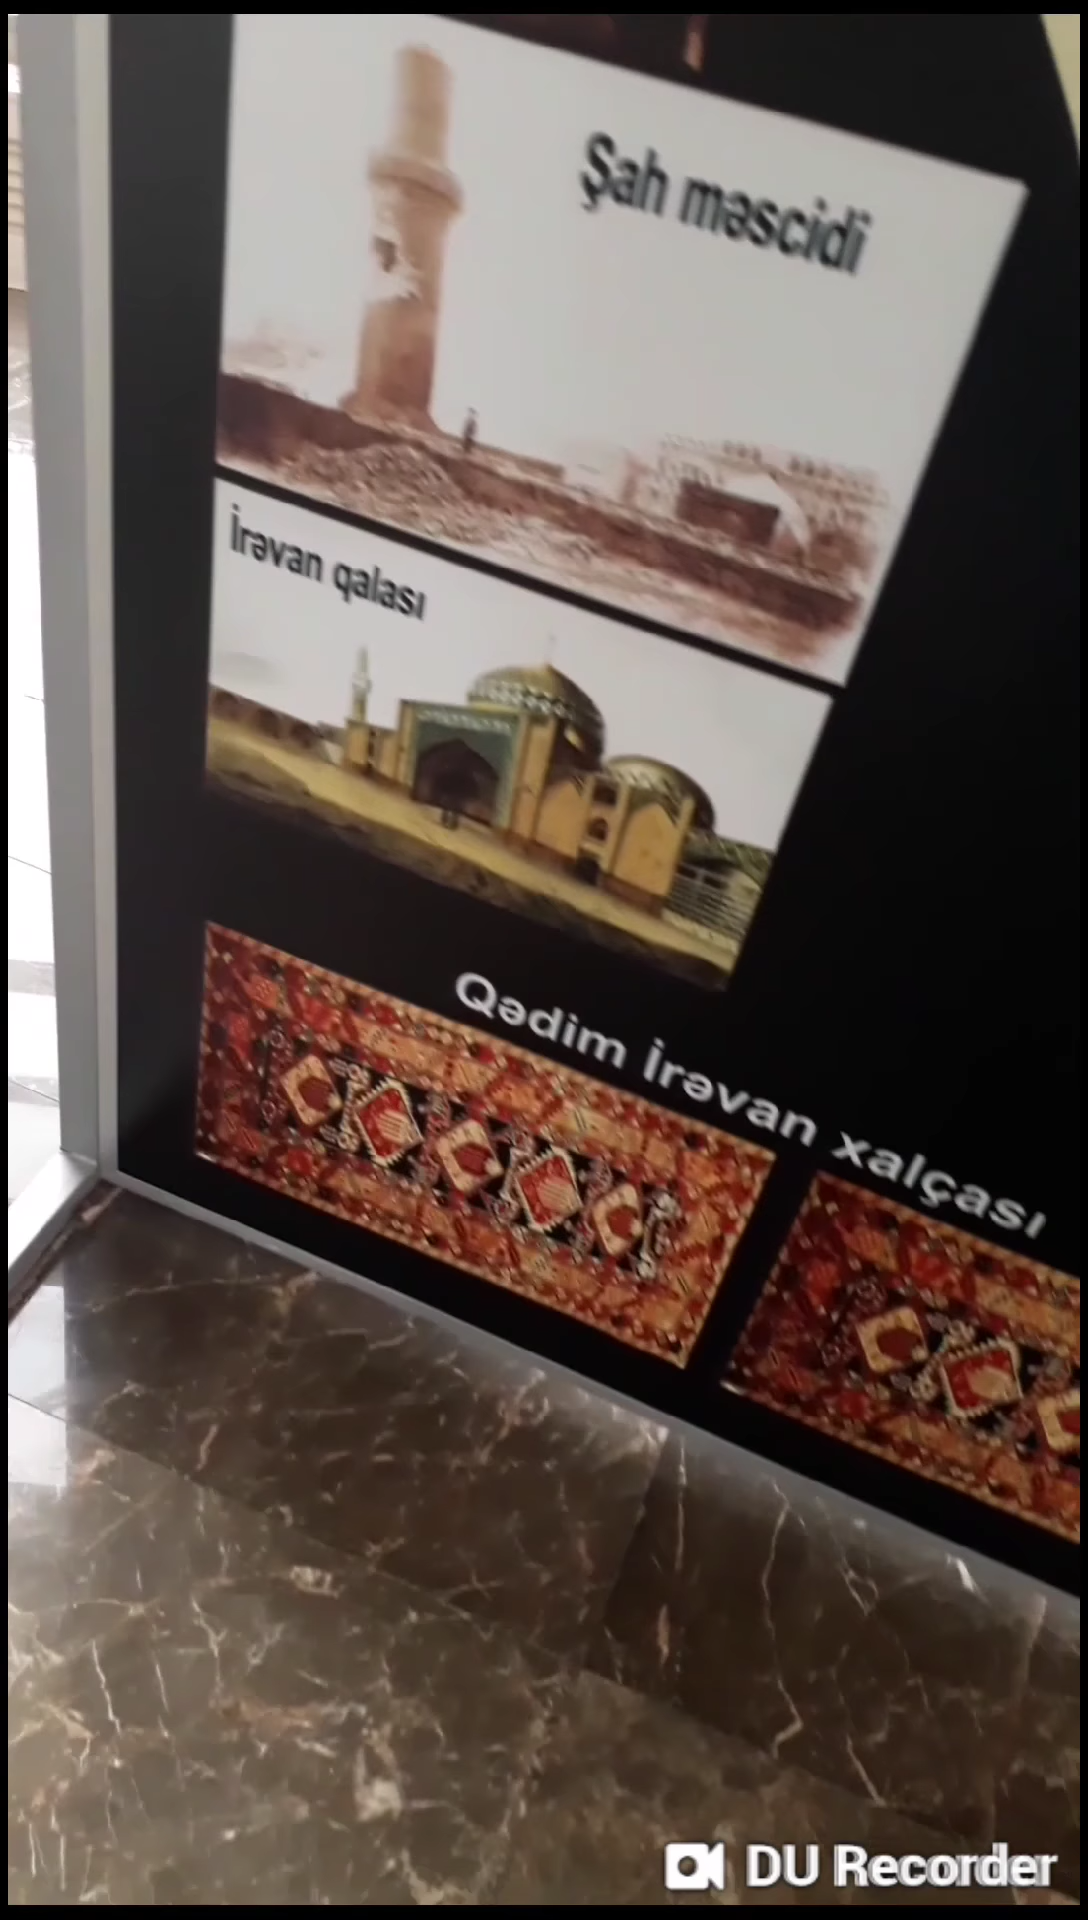 Şah məscidi
İrəvan qalası
Qədim İrəvan xalçası
DU Recorder